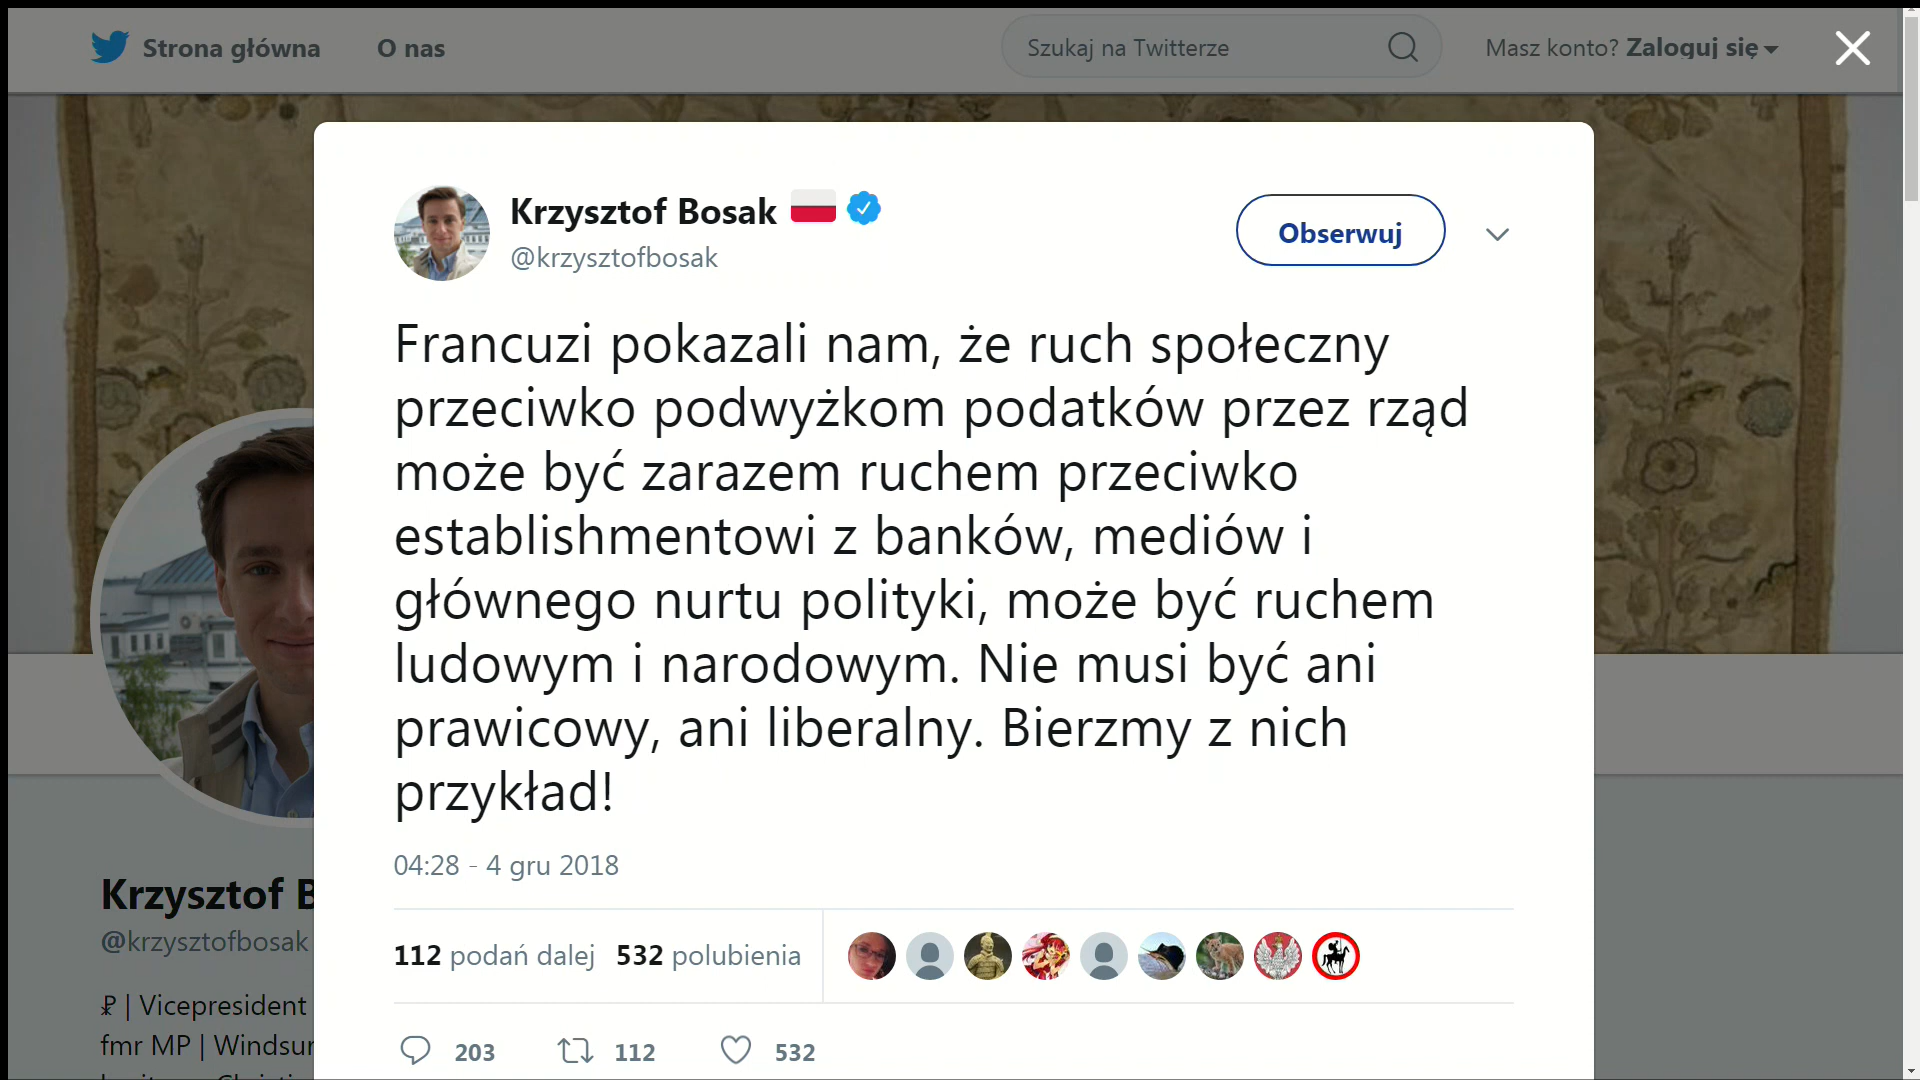 Strona główna
O nas
Szukaj na Twitterze
Masz konto? Zaloguj się
Krzysztof Bosak
@krzysztofbosak
Obserwuj
Francuzi pokazali nam, że ruch społeczny
przeciwko podwyżkom podatków przez rząd
może być zarazem ruchem przeciwko
establishmentowi z banków, mediów i
głównego nurtu polityki, może być ruchem
ludowym i narodowym. Nie musi być ani
prawicowy, ani liberalny. Bierzmy z nich
przykład!
04:28 - 4 gru 2018
112 podań dalej 532 polubienia
203 112 532
Krzysztof B
@krzysztofbosak
| Vicepresident
fmr MP | Windsur